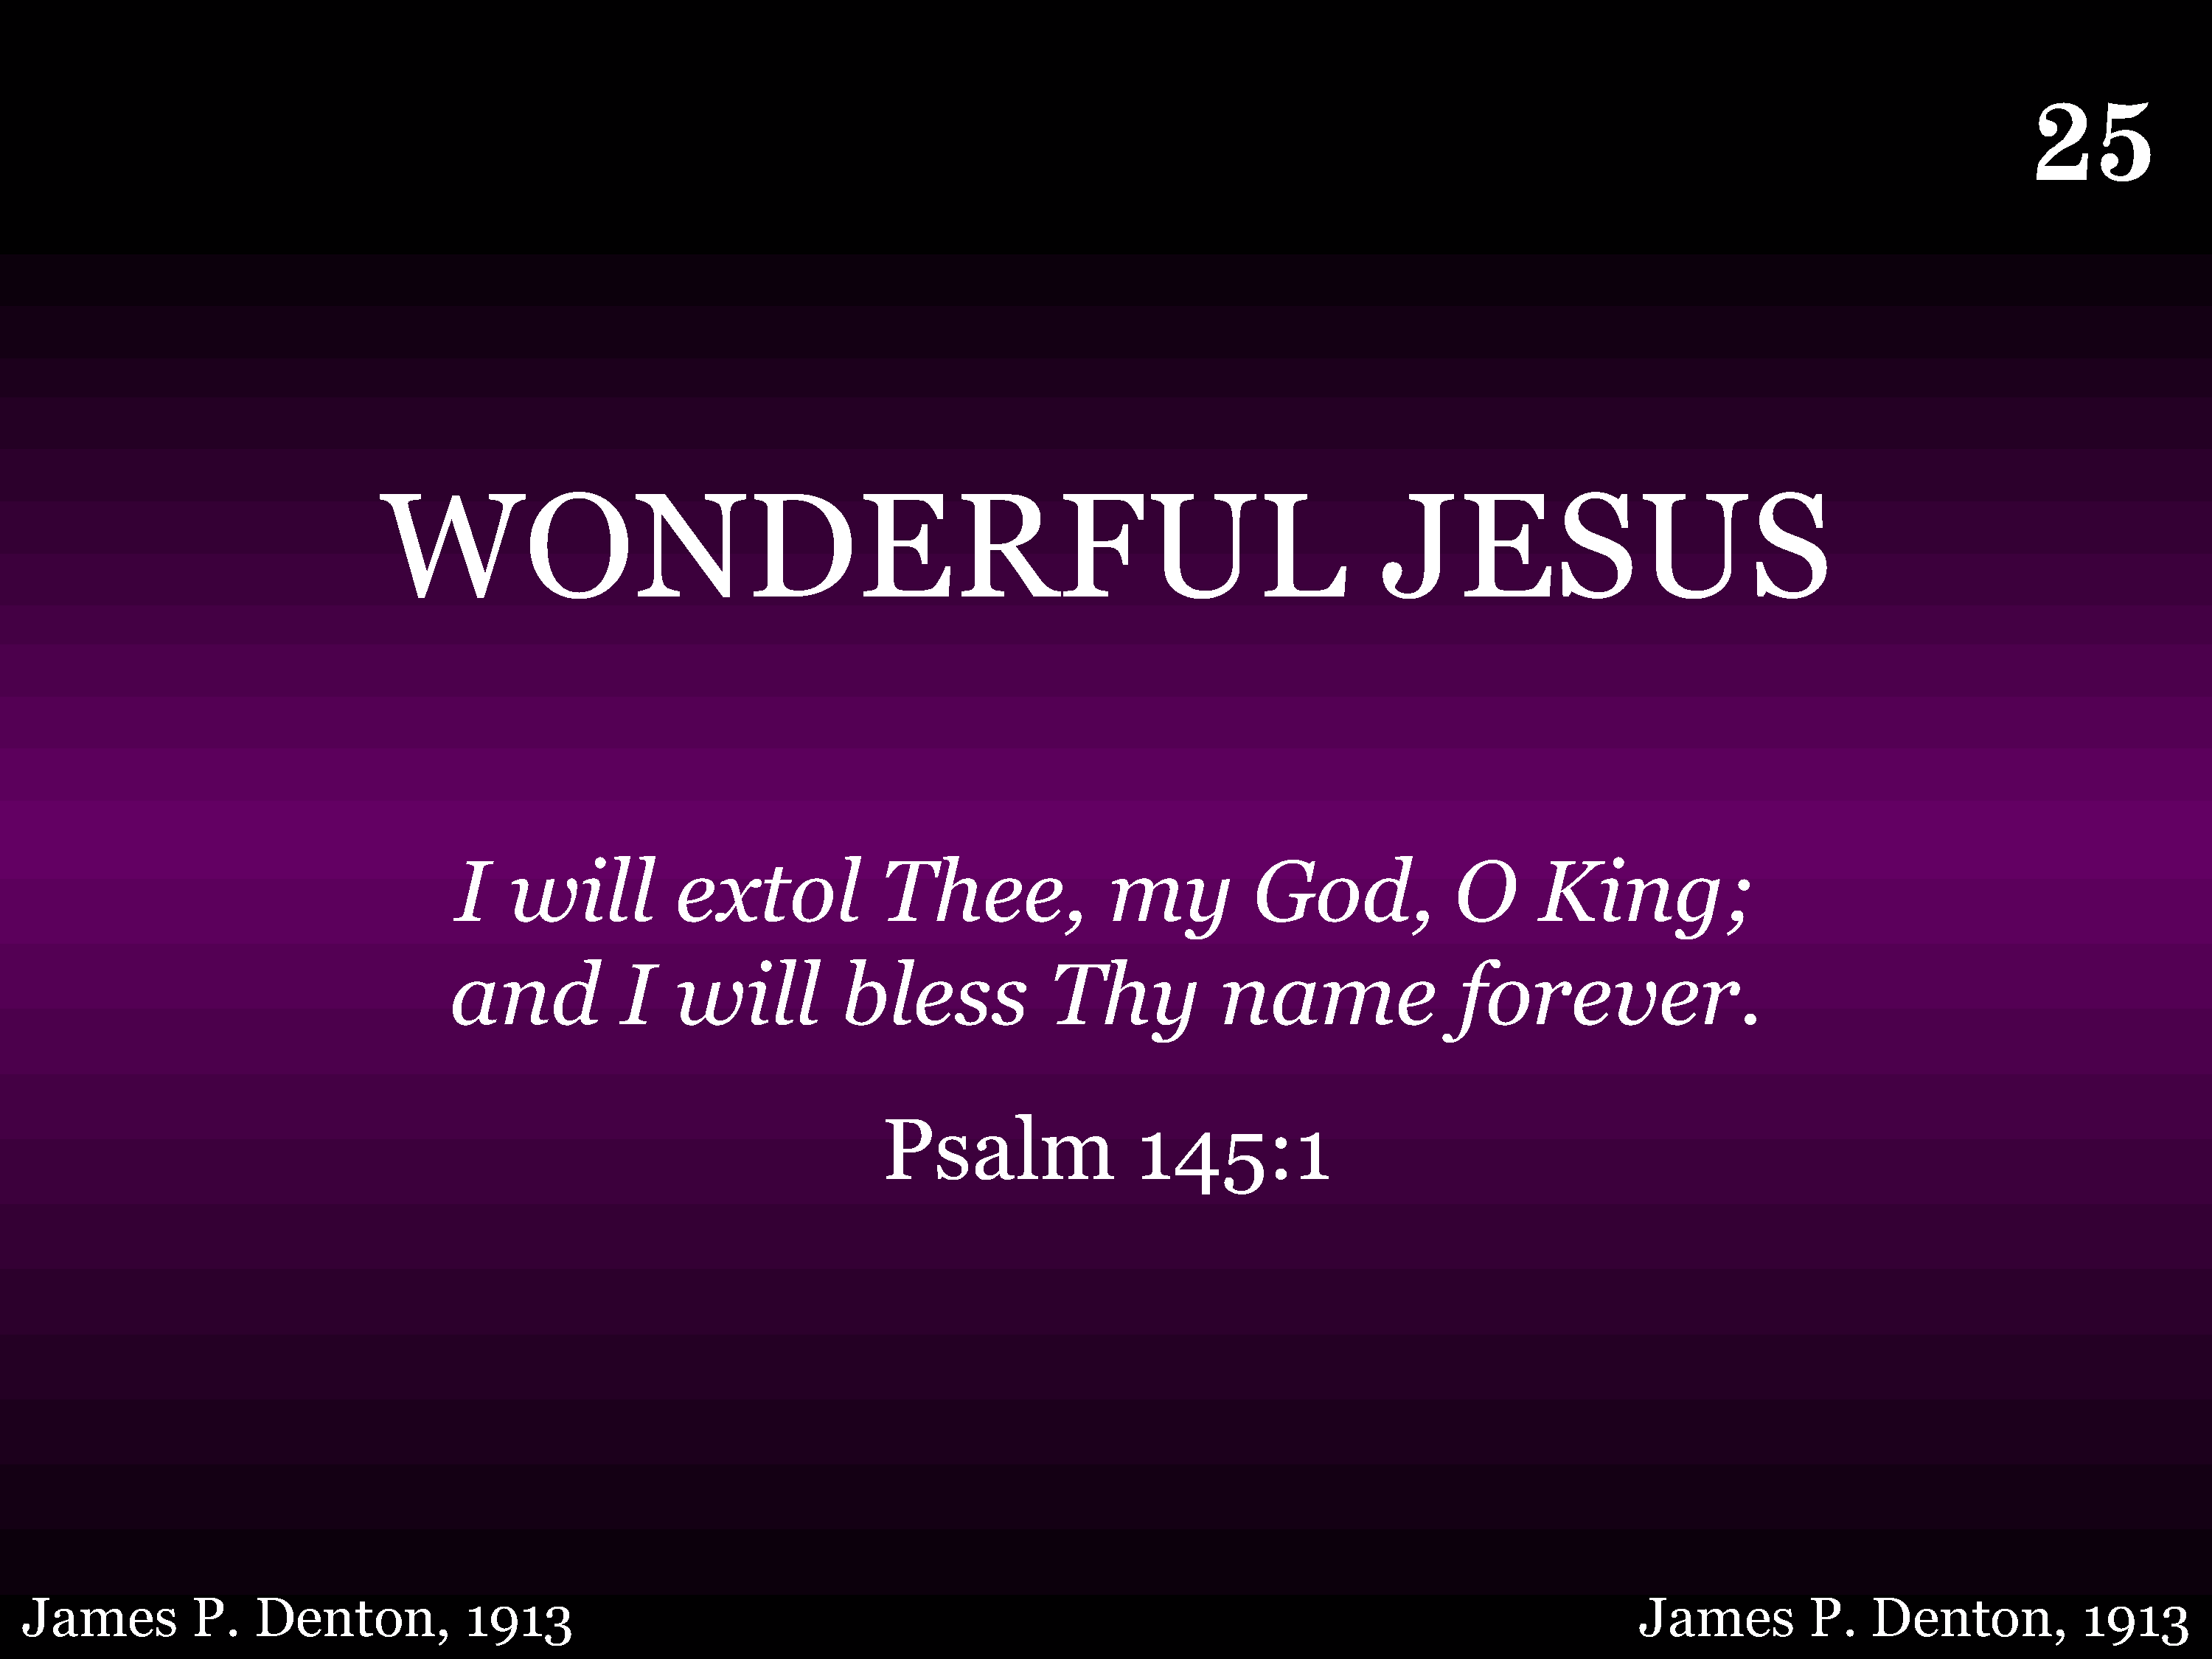 25
WONDERFUL JESUS
I will extol Thee, my God, O King;
and I will bless Thy name forever.
Psalm 145:1
James P. Denton, 1913
James P. Denton, 1913